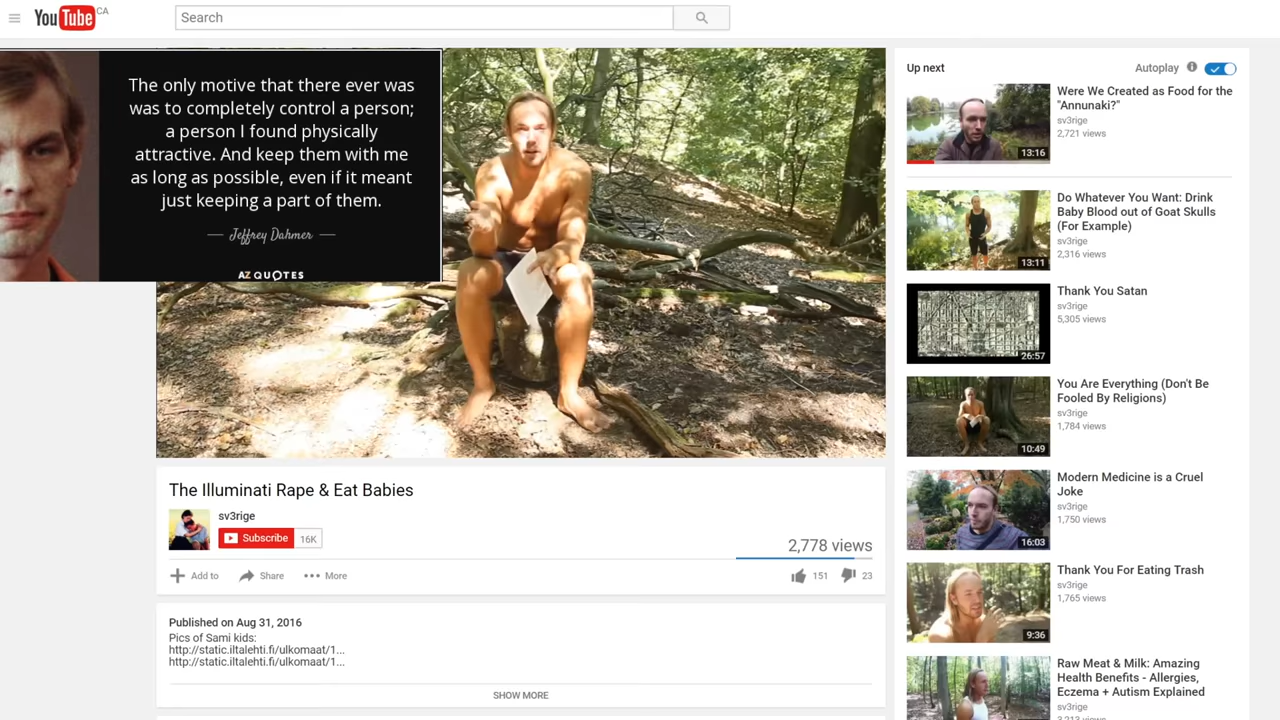 YouTube CA
Search
The only motive that there ever was
was to completely control a person;
a person I found physically
attractive. And keep them with me
as long as possible, even if it meant
just keeping a part of them.
— Jeffrey Dahmer —
AZ QUOTES
The Illuminati Rape & Eat Babies
sv3rige
Subscribe 16K
2,778 views
Add to Share More
151 23
Published on Aug 31, 2016
Pics of Sami kids:
http://static.iltalehti.fi/ulkomaat/1...
http://static.iltalehti.fi/ulkomaat/1...
SHOW MORE
Up next
Autoplay
Were We Created as Food for the
"Annunaki?"
sv3rige
2,721 views
13:16
Do Whatever You Want: Drink
Baby Blood out of Goat Skulls
(For Example)
sv3rige
2,316 views
13:11
Thank You Satan
sv3rige
5,305 views
26:57
You Are Everything (Don't Be
Fooled By Religions)
sv3rige
1,784 views
10:49
Modern Medicine is a Cruel
Joke
sv3rige
1,750 views
16:03
Thank You For Eating Trash
sv3rige
1,765 views
9:36
Raw Meat & Milk: Amazing
Health Benefits - Allergies,
Eczema + Autism Explained
sv3rige
3,213 views